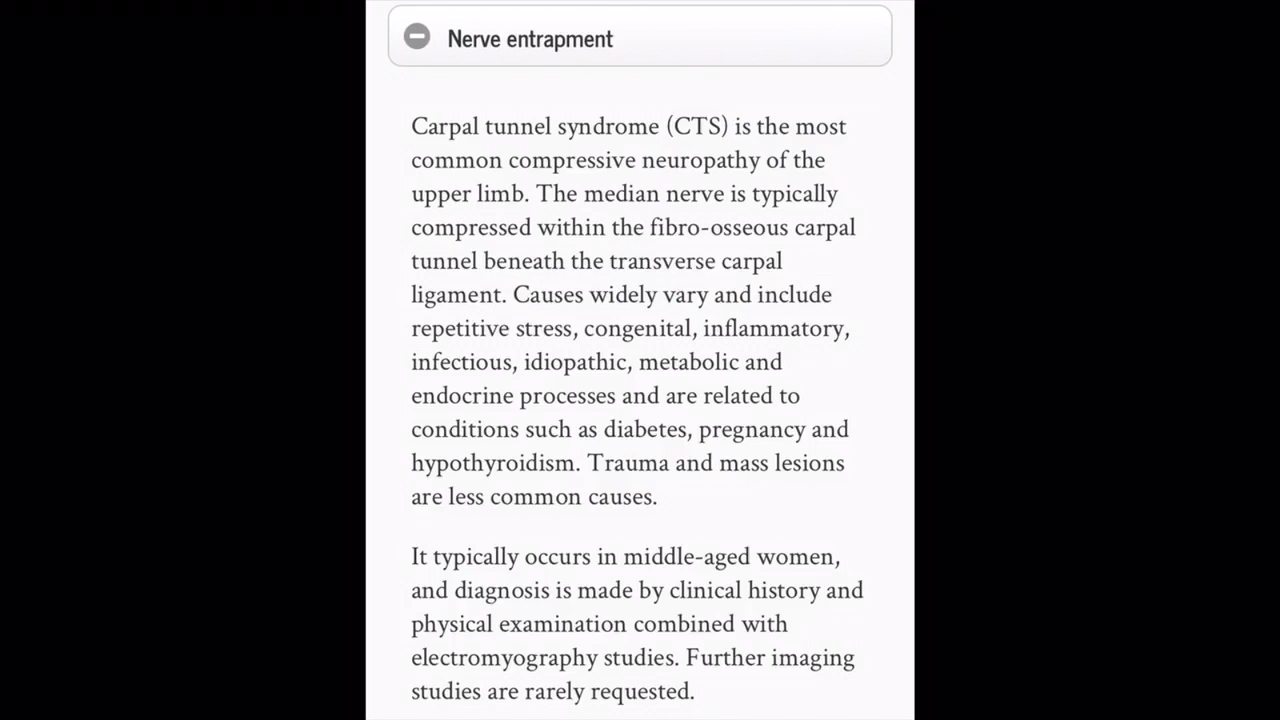 Nerve entrapment
Carpal tunnel syndrome (CTS) is the most
common compressive neuropathy of the
upper limb. The median nerve is typically
compressed within the fibro-osseous carpal
tunnel beneath the transverse carpal
ligament. Causes widely vary and include
repetitive stress, congenital, inflammatory,
infectious, idiopathic, metabolic and
endocrine processes and are related to
conditions such as diabetes, pregnancy and
hypothyroidism. Trauma and mass lesions
are less common causes.
It typically occurs in middle-aged women,
and diagnosis is made by clinical history and
physical examination combined with
electromyography studies. Further imaging
studies are rarely requested.